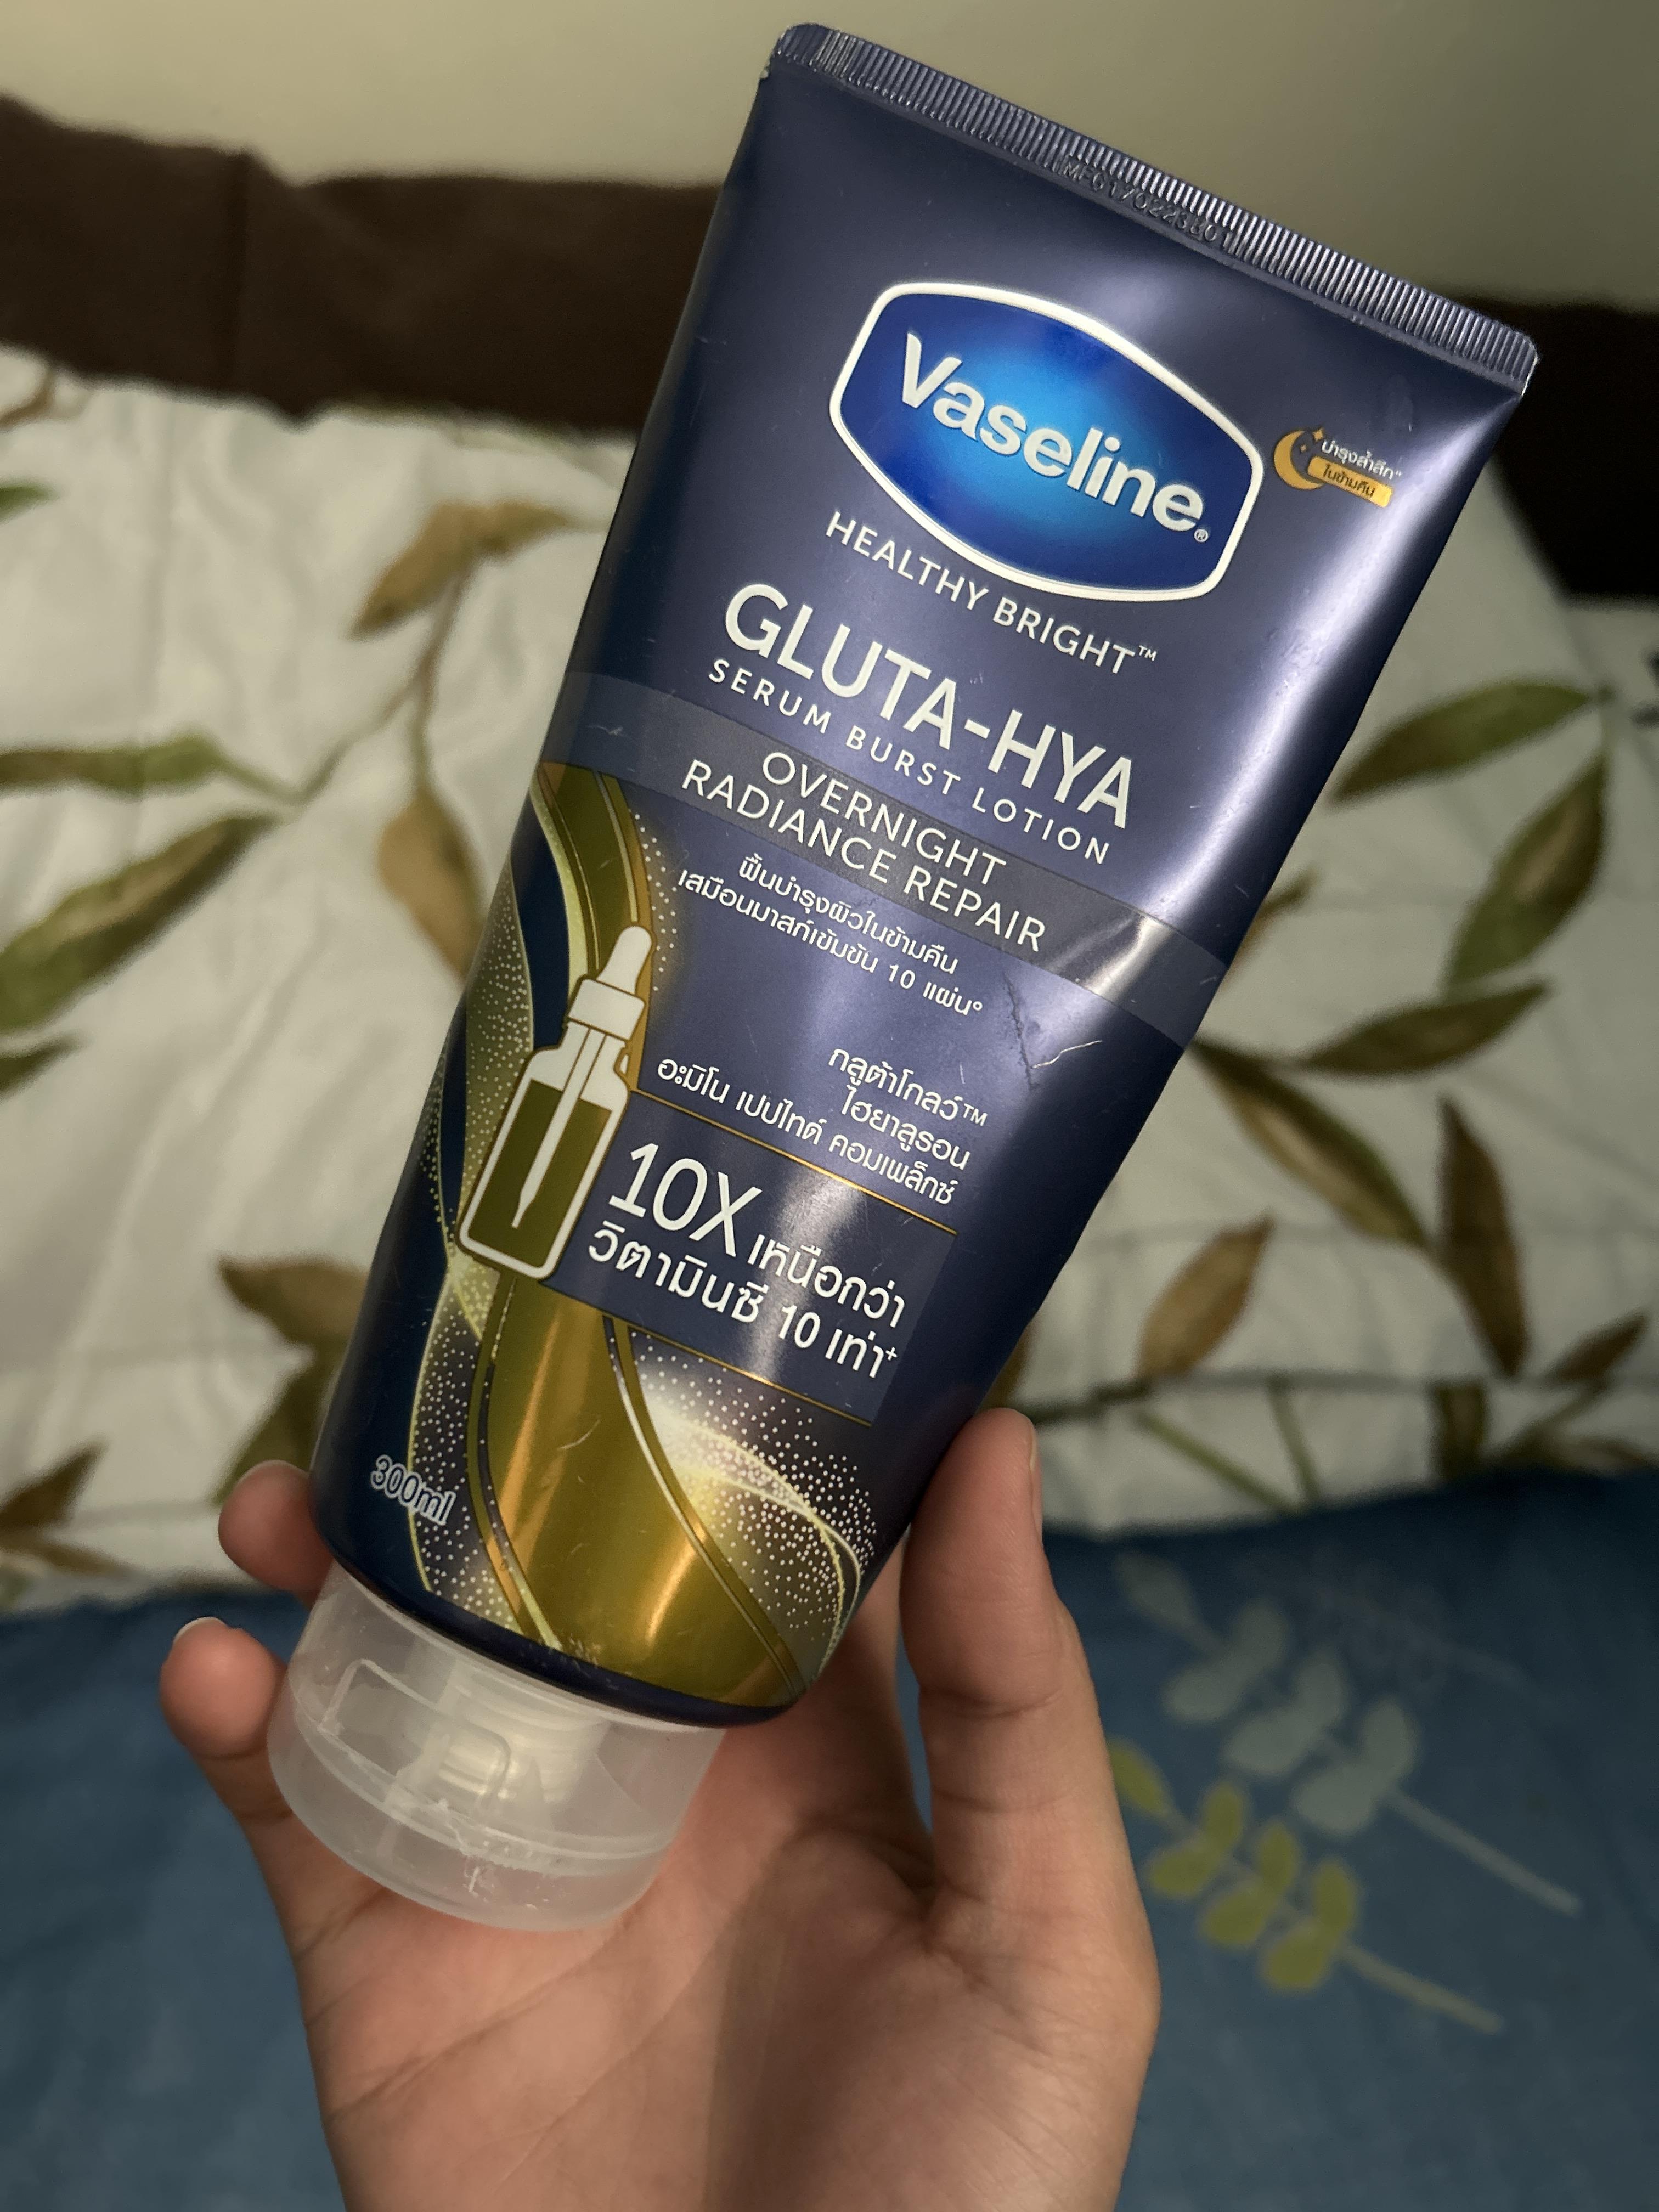 Vaseline®
บำรุงล้ำลึก
ในข้ามคืน
HEALTHY BRIGHT™
GLUTA-HYA
SERUM BURST LOTION
OVERNIGHT
RADIANCE REPAIR
ฟื้นบำรุงผิวในข้ามคืน
เสมือนมาสก์เข้มข้น 10 แผ่น°
กลูต้าโกลว์™
ไฮยาลูรอน
อะมิโน เปปไทด์ คอมเพล็กซ์
10X เหนือกว่า
วิตามินซี 10 เท่า⁺
300ml